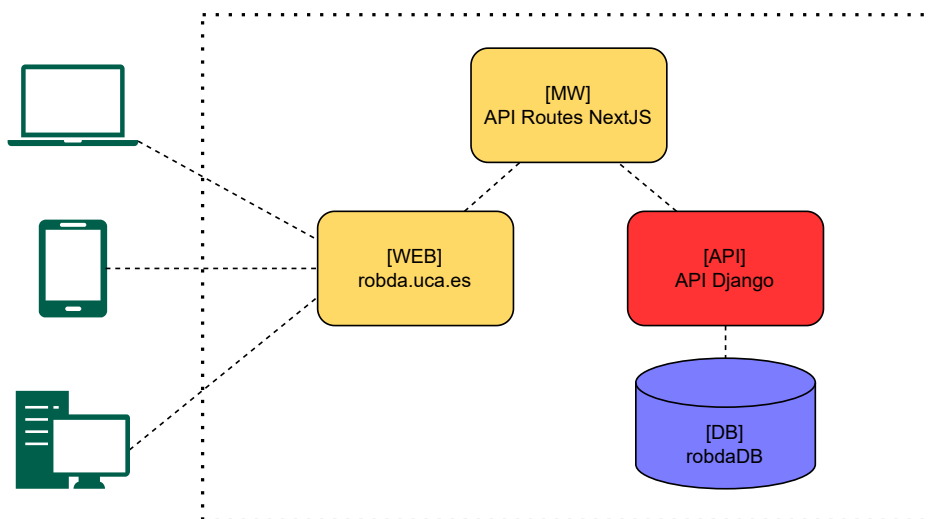 [MW]
API Routes NextJS
[WEB]
robda.uca.es
[API]
API Django
[DB]
robdaDB